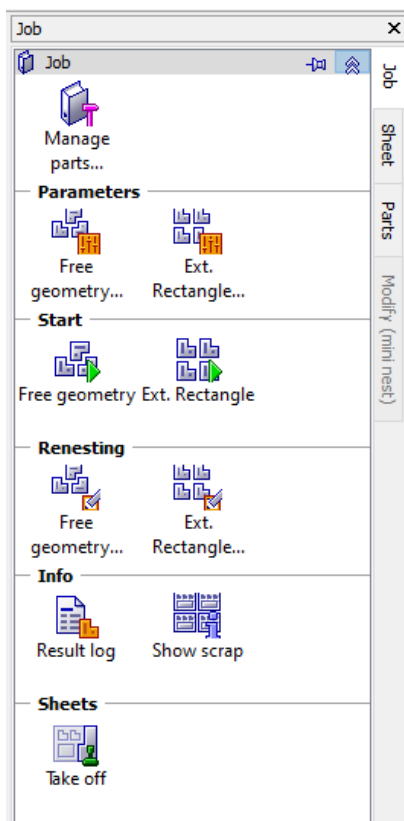 Job
Job
Manage
parts...
Parameters
Free
geometry...
Ext.
Rectangle...
Start
Free geometry
Ext. Rectangle
Renesting
Free
geometry...
Ext.
Rectangle...
Info
Result log
Show scrap
Sheets
Take off
Job
Sheet
Parts
Modify (mini nest)